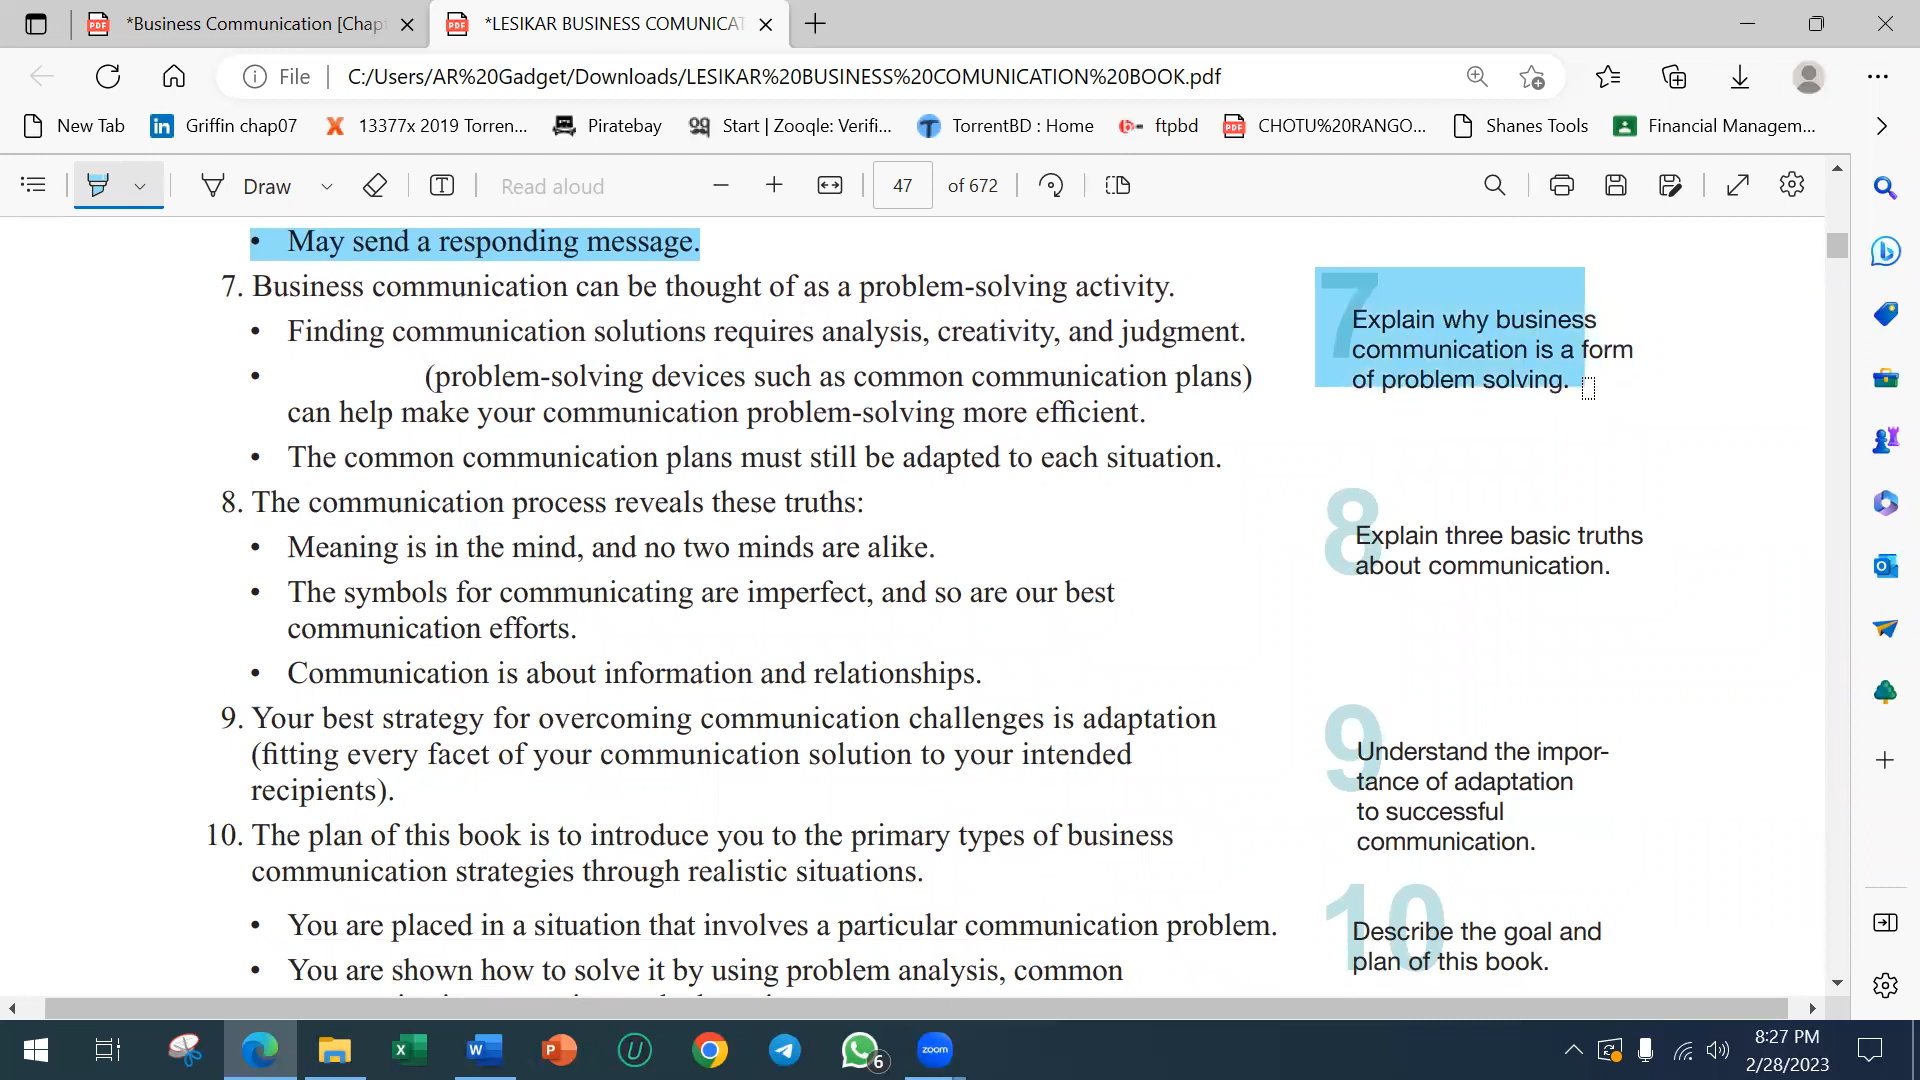 *Business Communication [Chap
*LESIKAR BUSINESS COMUNICAT
File
C:/Users/AR%20Gadget/Downloads/LESIKAR%20BUSINESS%20COMUNICATION%20BOOK.pdf
New Tab
Griffin chap07
13377x 2019 Torren...
Piratebay
Start | Zooqle: Verifi...
TorrentBD : Home
ftpbd
CHOTU%20RANGO...
Shanes Tools
Financial Managem...
Draw
Read aloud
47
of 672
• May send a responding message.
7. Business communication can be thought of as a problem-solving activity.
• Finding communication solutions requires analysis, creativity, and judgment.
• (problem-solving devices such as common communication plans)
can help make your communication problem-solving more efficient.
• The common communication plans must still be adapted to each situation.
8. The communication process reveals these truths:
• Meaning is in the mind, and no two minds are alike.
• The symbols for communicating are imperfect, and so are our best
communication efforts.
• Communication is about information and relationships.
9. Your best strategy for overcoming communication challenges is adaptation
(fitting every facet of your communication solution to your intended
recipients).
10. The plan of this book is to introduce you to the primary types of business
communication strategies through realistic situations.
• You are placed in a situation that involves a particular communication problem.
• You are shown how to solve it by using problem analysis, common
7
Explain why business
communication is a form
of problem solving.
8
Explain three basic truths
about communication.
9
Understand the impor-
tance of adaptation
to successful
communication.
10
Describe the goal and
plan of this book.
6
zoom
8:27 PM
2/28/2023